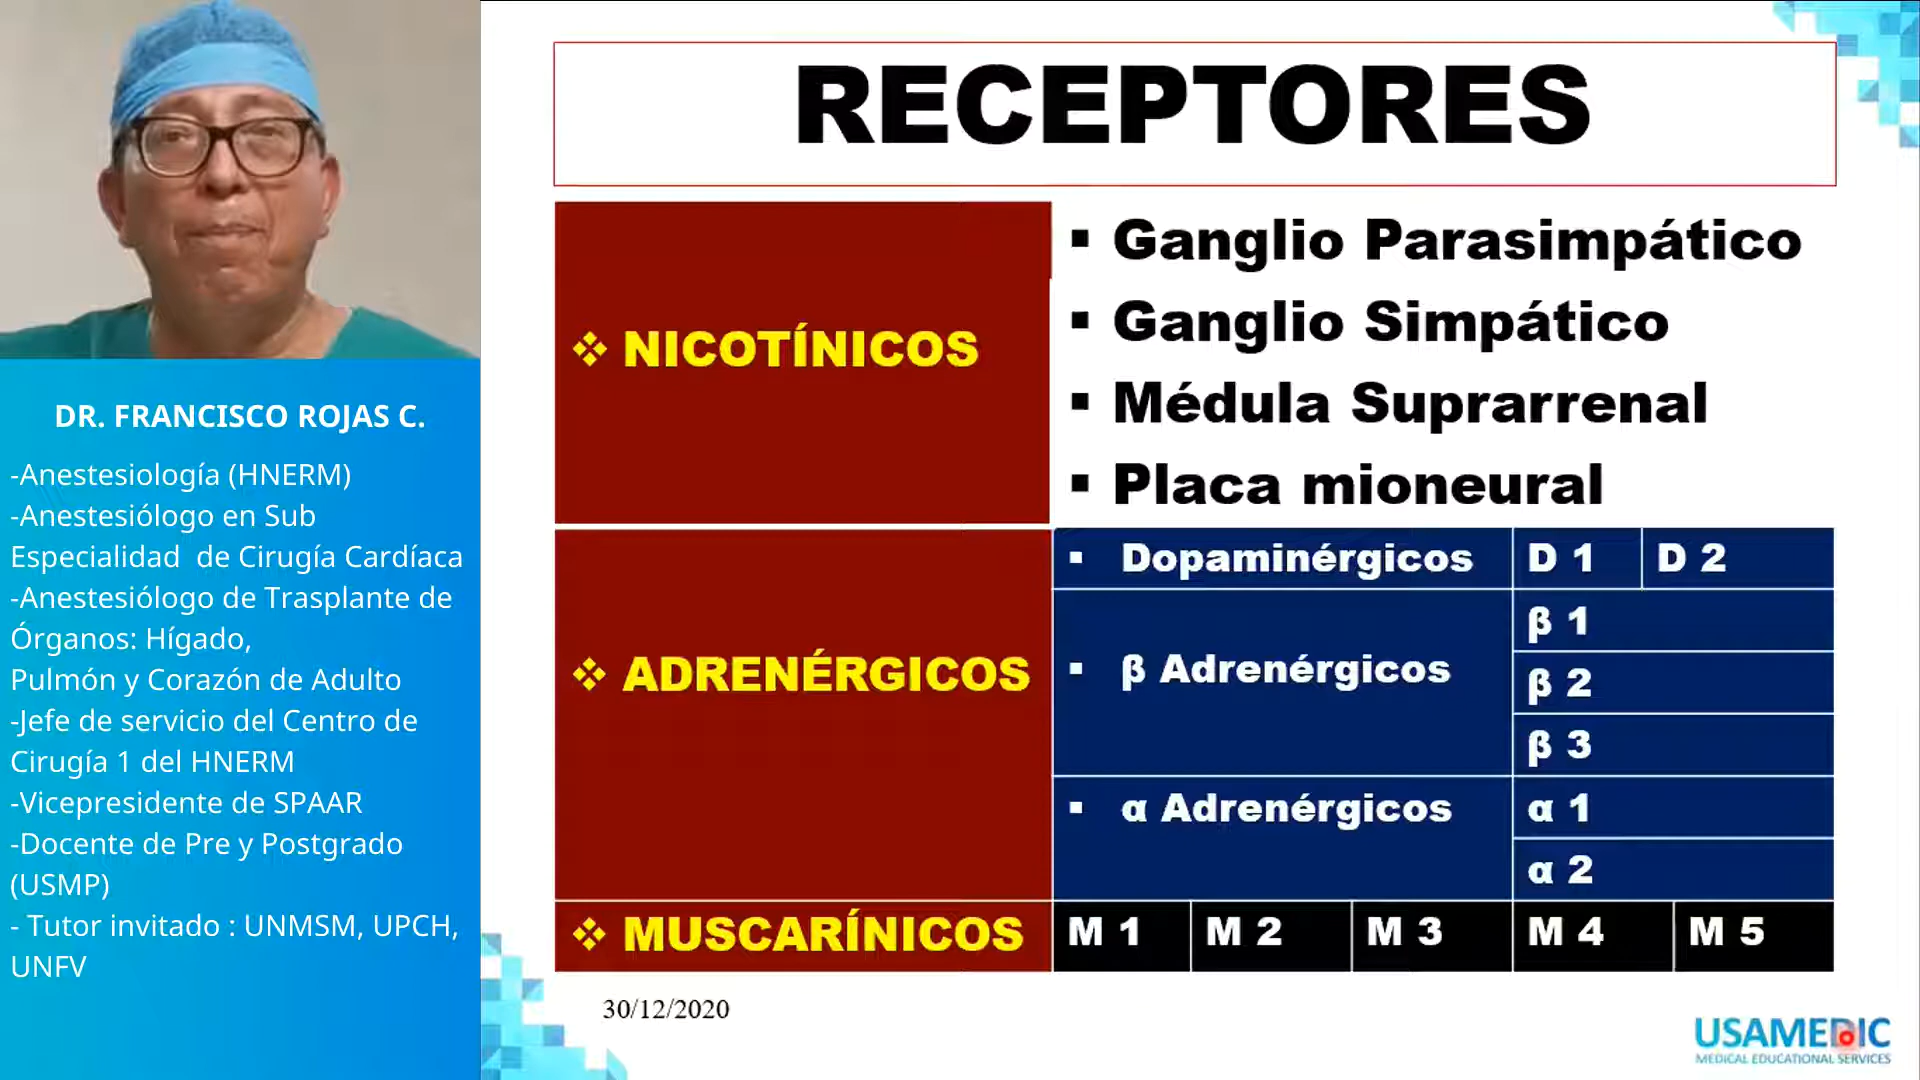 DR. FRANCISCO ROJAS C.
-Anestesiología (HNERM)
-Anestesiólogo en Sub
Especialidad  de Cirugía Cardíaca
-Anestesiólogo de Trasplante de
Órganos: Hígado,
Pulmón y Corazón de Adulto
-Jefe de servicio del Centro de
Cirugía 1 del HNERM
-Vicepresidente de SPAAR
-Docente de Pre y Postgrado
(USMP)
- Tutor invitado : UNMSM, UPCH,
UNFV
RECEPTORES
❖ NICOTÍNICOS
▪ Ganglio Parasimpático
▪ Ganglio Simpático
▪ Médula Suprarrenal
▪ Placa mioneural
❖ ADRENÉRGICOS
▪ Dopaminérgicos D 1 D 2
▪ β Adrenérgicos
β 1
β 2
β 3
▪ α Adrenérgicos
α 1
α 2
❖ MUSCARÍNICOS M 1 M 2 M 3 M 4 M 5
30/12/2020
USAMEDIC
MEDICAL EDUCATIONAL SERVICES